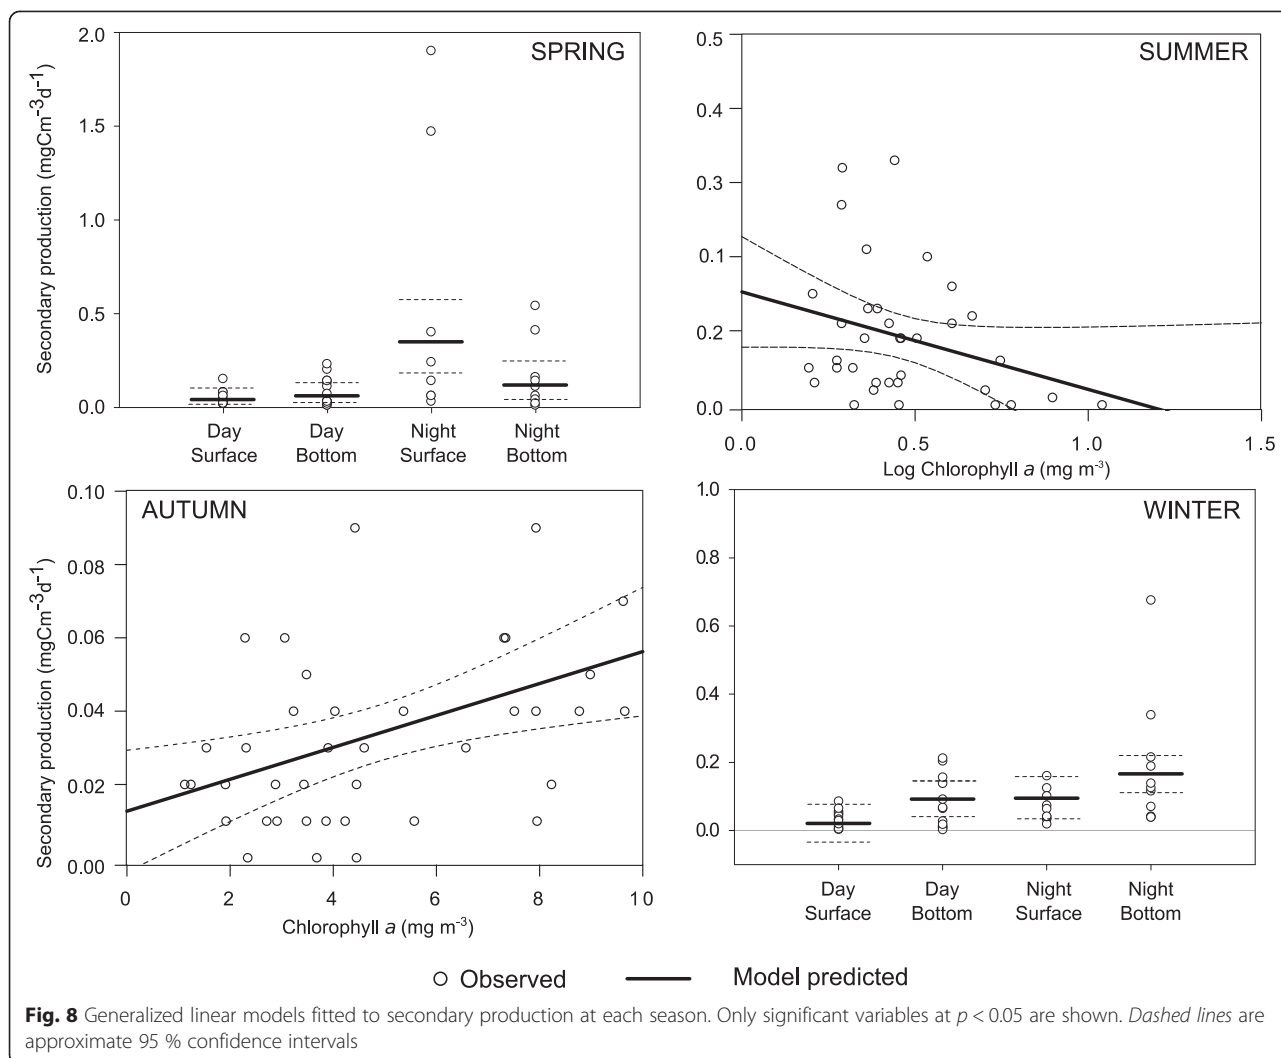 SPRING
Secondary production (mgCm-3d-1)
2.0
1.5
1.0
0.5
0.0
Day Surface
Day Bottom
Night Surface
Night Bottom
SUMMER
0.5
0.4
0.3
0.1
0.2
0.0
0.0 0.5 1.0 1.5
Log Chlorophyll a (mg m-3)
AUTUMN
Secondary production (mgCm-3d-1)
0.10
0.08
0.06
0.04
0.02
0.00
0 2 4 6 8 10
Chlorophyll a (mg m-3)
WINTER
1.0
0.8
0.6
0.4
0.2
0.0
Day Surface
Day Bottom
Night Surface
Night Bottom
Observed Model predicted
Fig. 8 Generalized linear models fitted to secondary production at each season. Only significant variables at p < 0.05 are shown. Dashed lines are
approximate 95 % confidence intervals